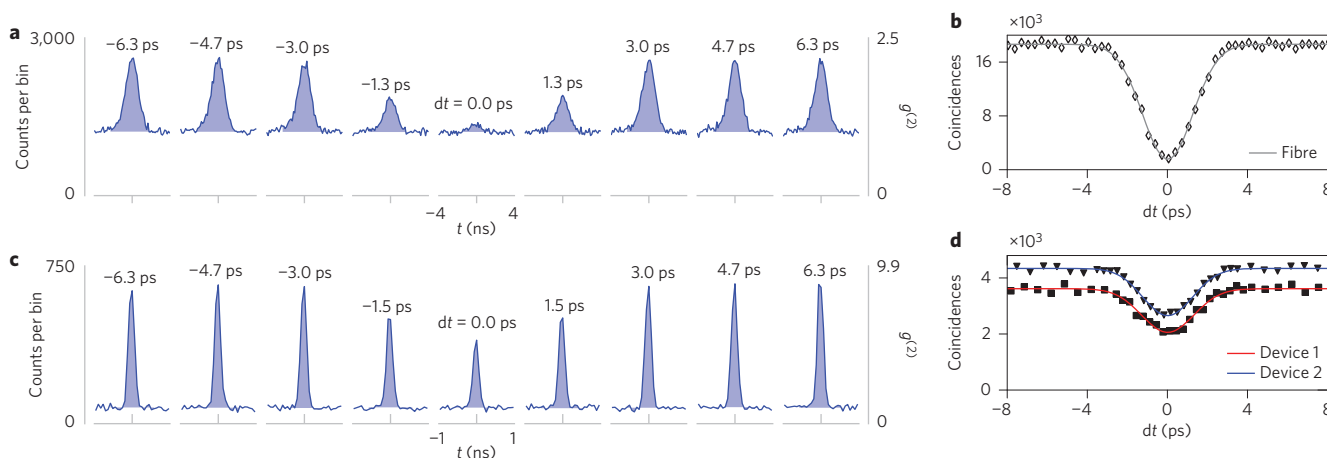 a
3,000
Counts per bin
0
−6.3 ps
−4.7 ps
−3.0 ps
−1.3 ps
dt = 0.0 ps
1.3 ps
3.0 ps
4.7 ps
6.3 ps
2.5
g(2)
0
−4
4
t (ns)
b
×10³
Coincidences
16
8
0
Fibre
−8
−4
0
4
8
dt (ps)
c
750
Counts per bin
0
−6.3 ps
−4.7 ps
−3.0 ps
−1.5 ps
dt = 0.0 ps
1.5 ps
3.0 ps
4.7 ps
6.3 ps
9.9
g(2)
0
−1
1
t (ns)
d
×10³
Coincidences
4
2
0
Device 1
Device 2
−8
−4
0
4
8
dt (ps)